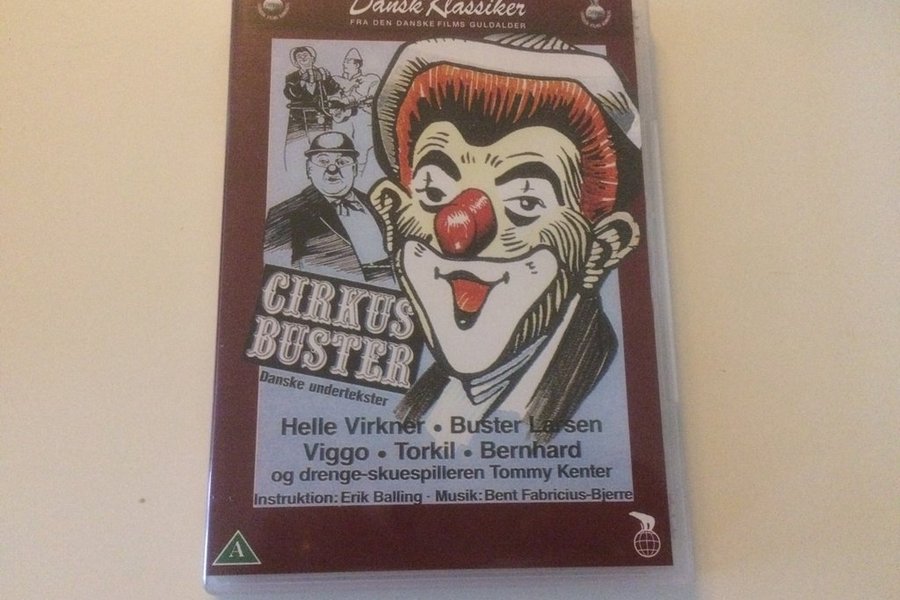 Dansk Klassiker
FRA DEN DANSKE FILMS GULDALDER
CIRKUS
BUSTER
Danske undertekster
Helle Virkner • Buster Larsen
Viggo • Torkil • Bernhard
og drenge-skuespilleren Tommy Kenter
Instruktion: Erik Balling · Musik: Bent Fabricius-Bjerre
A